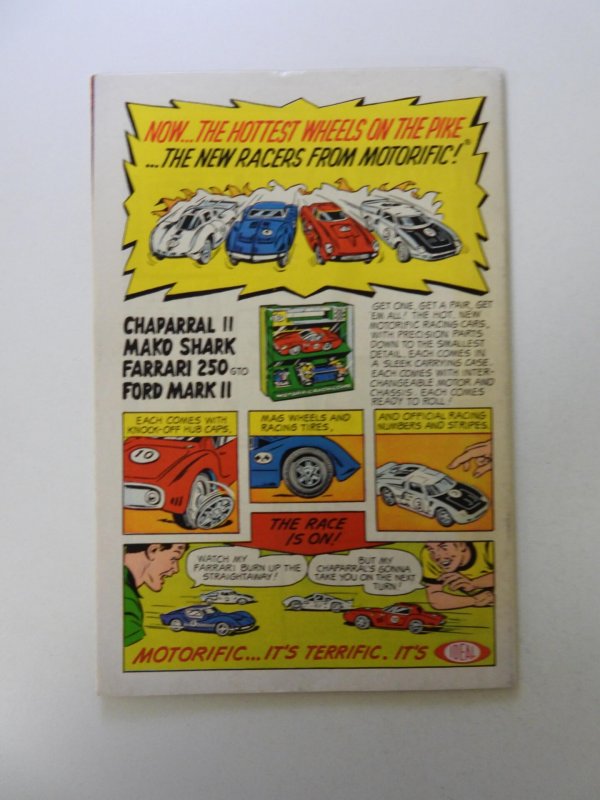 NOW...THE HOTTEST WHEELS ON THE PIKE
...THE NEW RACERS FROM MOTORIFIC!®
CHAPARRAL II
MAKO SHARK
FARRARI 250 GTO
FORD MARK II
GET ONE, GET A PAIR, GET
'EM ALL! THE HOT, NEW
MOTORIFIC RACING CARS,
WITH PRECISION PARTS
DOWN TO THE SMALLEST
DETAIL. EACH COMES IN
A SLEEK CARRYING CASE.
EACH COMES WITH INTER-
CHANGEABLE MOTOR AND
CHASSIS. EACH COMES
READY TO ROLL!
EACH COMES WITH
KNOCK-OFF HUB CAPS,
MAG WHEELS AND
RACING TIRES,
AND OFFICIAL RACING
NUMBERS AND STRIPES.
10
THE RACE
IS ON!
WATCH MY
FARRARI BURN UP THE
STRAIGHTAWAY!
BUT MY
CHAPARRAL'S GONNA
TAKE YOU ON THE NEXT
TURN!
MOTORIFIC... IT'S TERRIFIC. IT'S
IDEAL